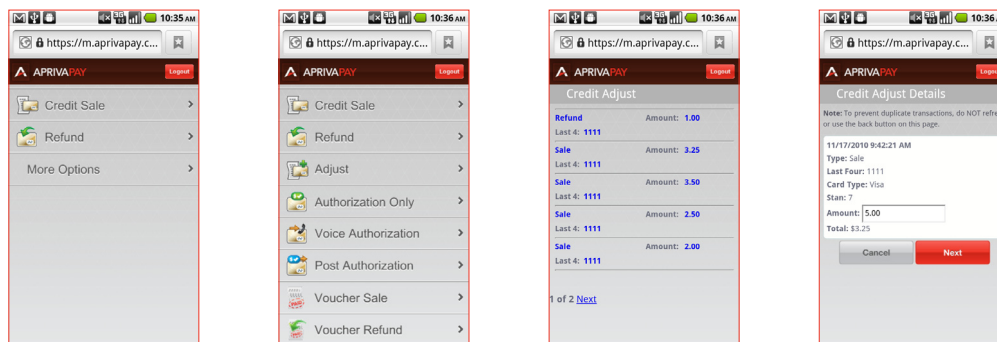 10:35 AM
https://m.aprivapay.c...
APRIVAPAY
Logout
Credit Sale
Refund
More Options
10:36 AM
https://m.aprivapay.c...
APRIVAPAY
Logout
Credit Sale
Refund
Adjust
Authorization Only
Voice Authorization
Post Authorization
Voucher Sale
Voucher Refund
10:36 AM
https://m.aprivapay.c...
APRIVAPAY
Logout
Credit Adjust
Refund Amount: 1.00
Last 4: 1111
Sale Amount: 3.25
Last 4: 1111
Sale Amount: 3.50
Last 4: 1111
Sale Amount: 2.50
Last 4: 1111
Sale Amount: 2.00
Last 4: 1111
1 of 2 Next
10:36
https://m.aprivapay.c...
APRIVAPAY
Credit Adjust Details
Note: To prevent duplicate transactions, do NOT
or use the back button on this page.
11/17/2010 9:42:21 AM
Type: Sale
Last Four: 1111
Card Type: Visa
Stan: 7
Amount: 5.00
Total: $3.25
Cancel Next